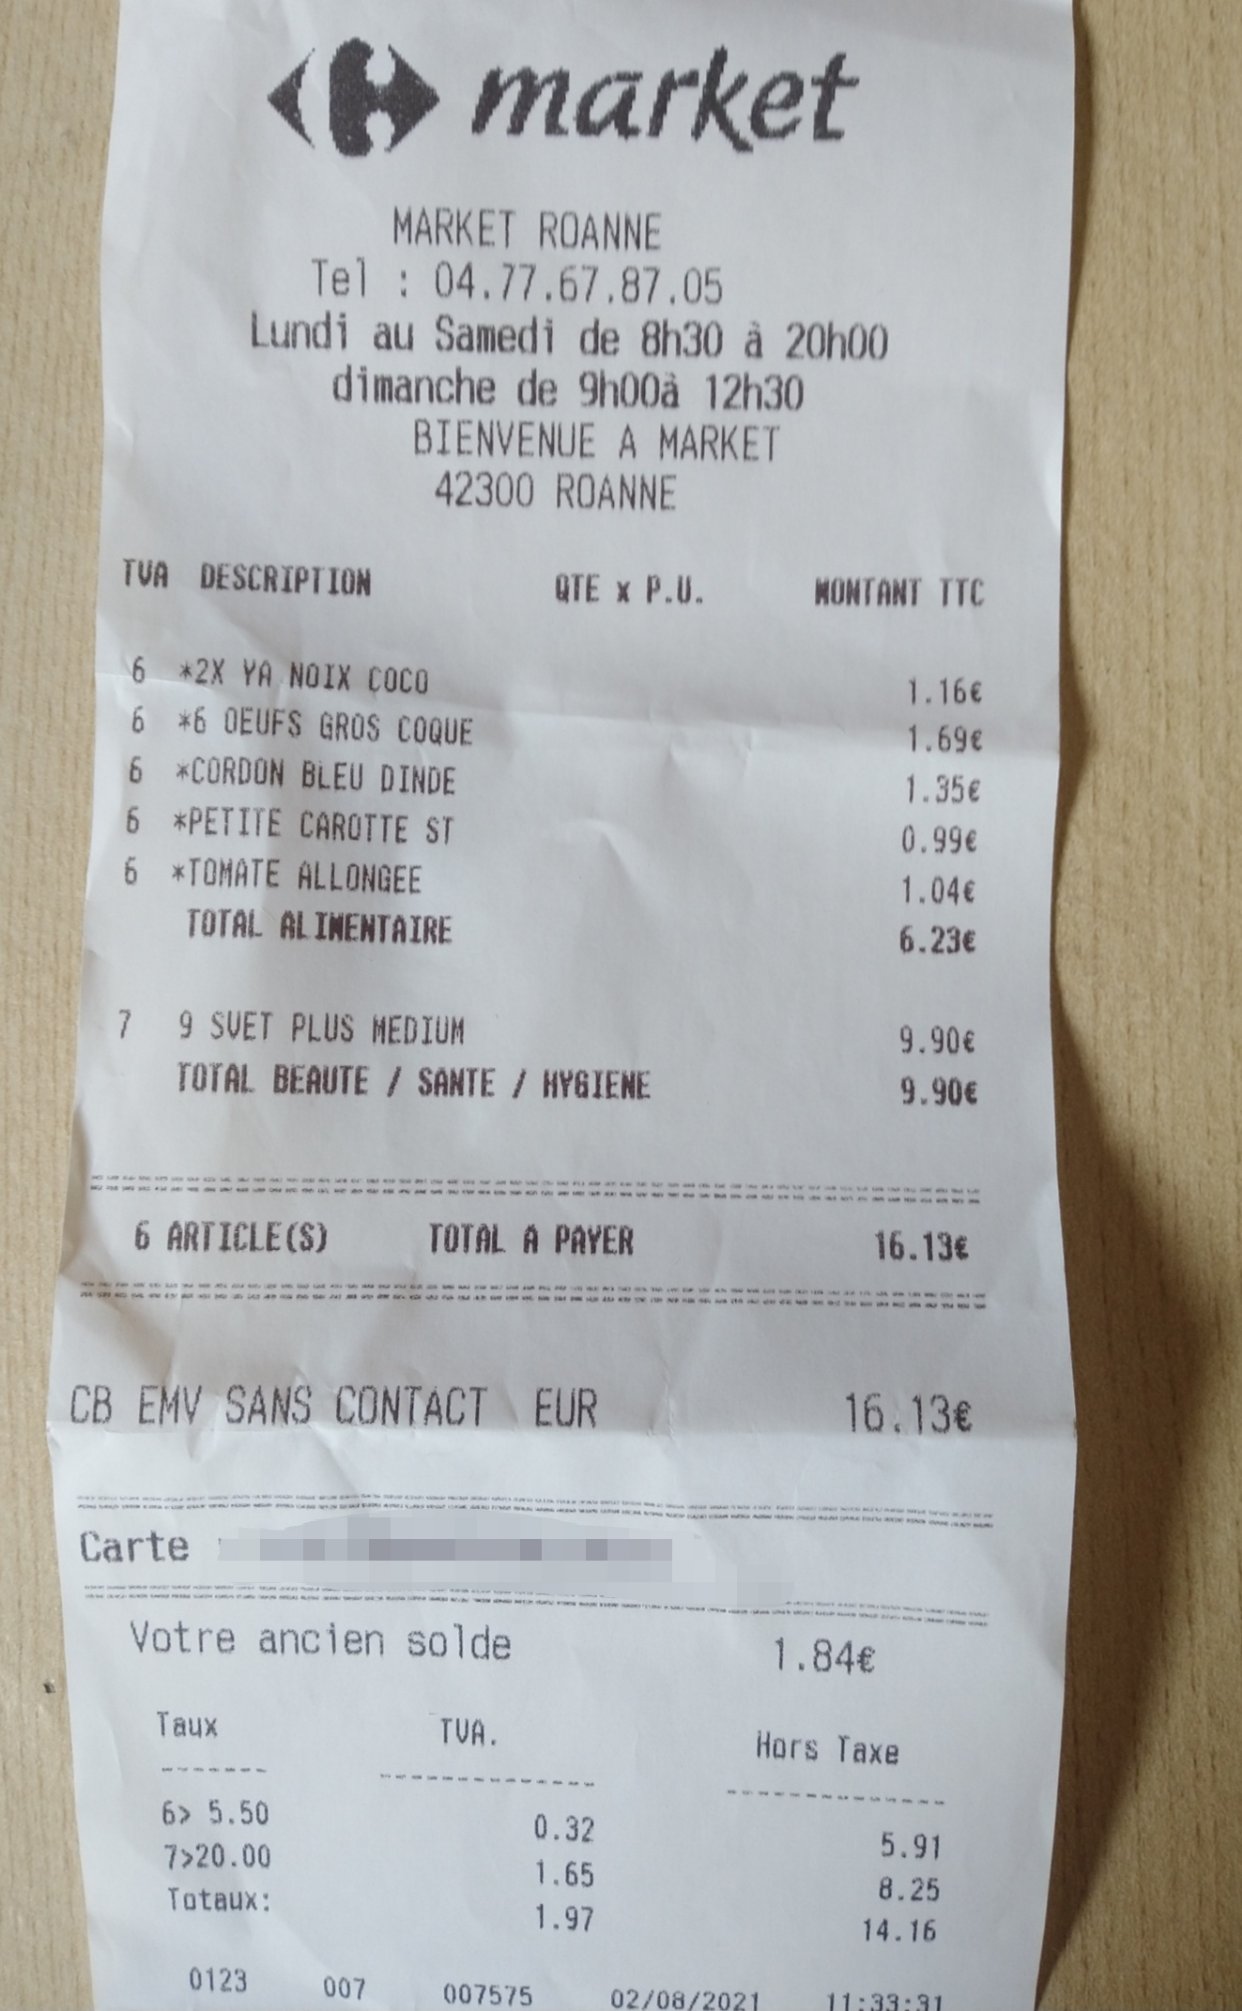 market
MARKET ROANNE
Tel : 04.77.67.87.05
Lundi au Samedi de 8h30 à 20h00
dimanche de 9h00à 12h30
BIENVENUE A MARKET
42300 ROANNE
TVA DESCRIPTION QTE x P.U. MONTANT TTC
6 *2X YA NOIX COCO 1.16€
6 *6 OEUFS GROS COQUE 1.69€
6 *CORDON BLEU DINDE 1.35€
6 *PETITE CAROTTE ST 0.99€
6 *TOMATE ALLONGEE 1.04€
TOTAL ALIMENTAIRE 6.23€
7 9 SVET PLUS MEDIUM 9.90€
TOTAL BEAUTE / SANTE / HYGIENE 9.90€
6 ARTICLE(S) TOTAL A PAYER 16.13€
CB EMV SANS CONTACT EUR 16.13€
Carte
Votre ancien solde 1.84€
Taux TVA. Hors Taxe
6> 5.50 0.32 5.91
7>20.00 1.65 8.25
Totaux: 1.97 14.16
0123 007 007575 02/08/2021 11:33:31